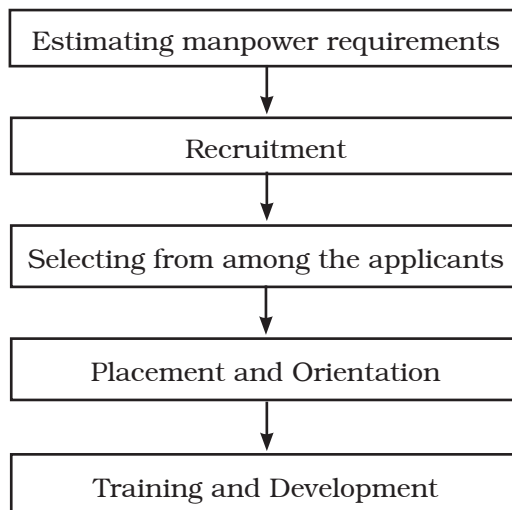 Estimating manpower requirements
Recruitment
Selecting from among the applicants
Placement and Orientation
Training and Development